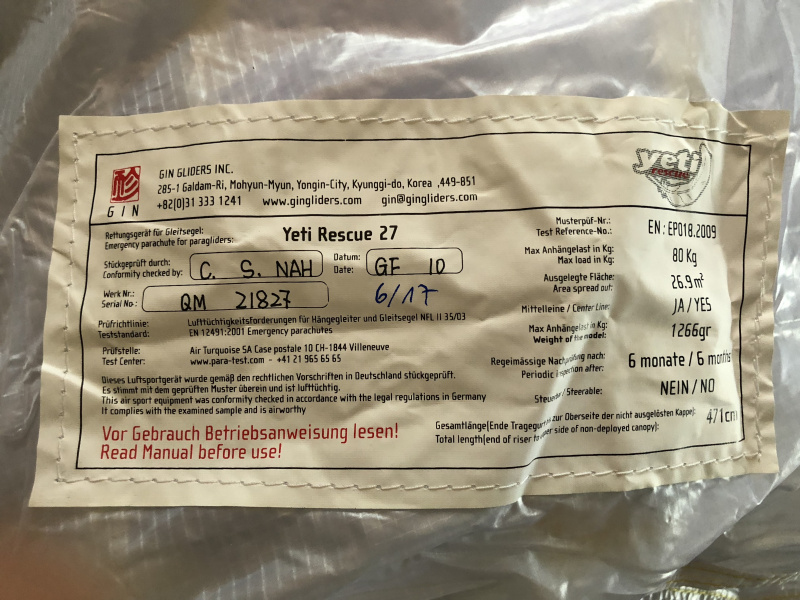 GIN
GIN GLIDERS INC.
285-1 Galdam-Ri, Mohyun-Myun, Yongin-City, Kyunggi-do, Korea ,449-851
+82(0)31 333 1241 www.gingliders.com gin@gingliders.com
yeti
rescue
Rettungsgerät für Gleitsegel:
Emergency parachute for paragliders:
Yeti Rescue 27
Stückgeprüft durch:
Conformity checked by:
C. S. NAH
Datum:
Date:
GF 10
6/17
Werk Nr.:
Serial No.:
QM 21827
Prüfrichtlinie: Lufttüchtigkeitsforderungen für Hängegleiter und Gleitsegel NFL II 35/03
Teststandard: EN 12491:2001 Emergency parachutes
Prüfstelle: Air Turquoise SA Case postale 10 CH-1844 Villeneuve
Test Center: www.para-test.com - +41 21 965 65 65
Dieses Luftsportgerät wurde gemäß den rechtlichen Vorschriften in Deutschland stückgeprüft.
Es stimmt mit dem geprüften Muster überein und ist lufttüchtig.
This air sport equipment was conformity checked in accordance with the legal regulations in Germany
It complies with the examined sample and is airworthy
Vor Gebrauch Betriebsanweisung lesen!
Read Manual before use!
Musterpüf-Nr.:
Test Reference-No.:
EN : EP018.2009
Max Anhängelast in Kg:
Max load in Kg:
80 Kg
Ausgelegte Fläche:
Area spread out:
26.9m²
Mittelleine / Center Line:
JA / YES
Max Anhängelast in Kg:
Weight of the model:
1266gr
Regelmässige Nachprüfung nach:
Periodic inspection after:
6 monate / 6 months
Steuerbar / Steerable:
NEIN / NO
Gesamtlänge(Ende Tragegurt zur Oberseite der nicht ausgelösten Kappe):
Total length(end of riser to upper side of non-deployed canopy):
471cm